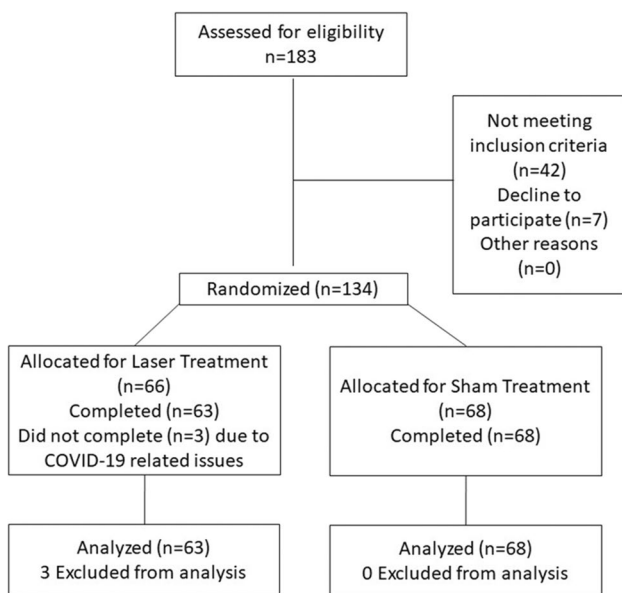 Assessed for eligibility
n=183
Not meeting
inclusion criteria
(n=42)
Decline to
participate (n=7)
Other reasons
(n=0)
Randomized (n=134)
Allocated for Laser Treatment
(n=66)
Completed (n=63)
Did not complete (n=3) due to
COVID-19 related issues
Allocated for Sham Treatment
(n=68)
Completed (n=68)
Analyzed (n=63)
3 Excluded from analysis
Analyzed (n=68)
0 Excluded from analysis